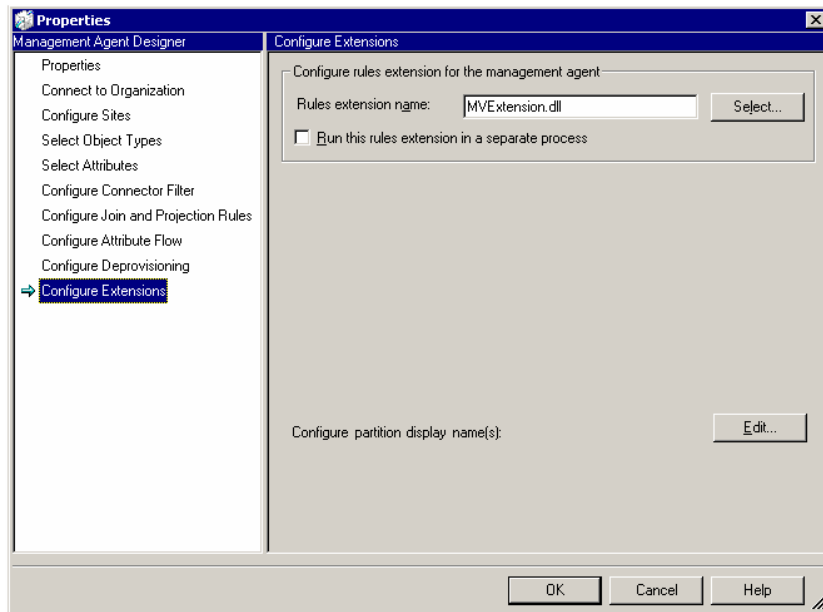 Properties
Management Agent Designer
Configure Extensions
Properties
Connect to Organization
Configure Sites
Select Object Types
Select Attributes
Configure Connector Filter
Configure Join and Projection Rules
Configure Attribute Flow
Configure Deprovisioning
Configure Extensions
Configure rules extension for the management agent
Rules extension name: MVExtension.dll Select...
Run this rules extension in a separate process
Configure partition display name(s): Edit...
OK Cancel Help